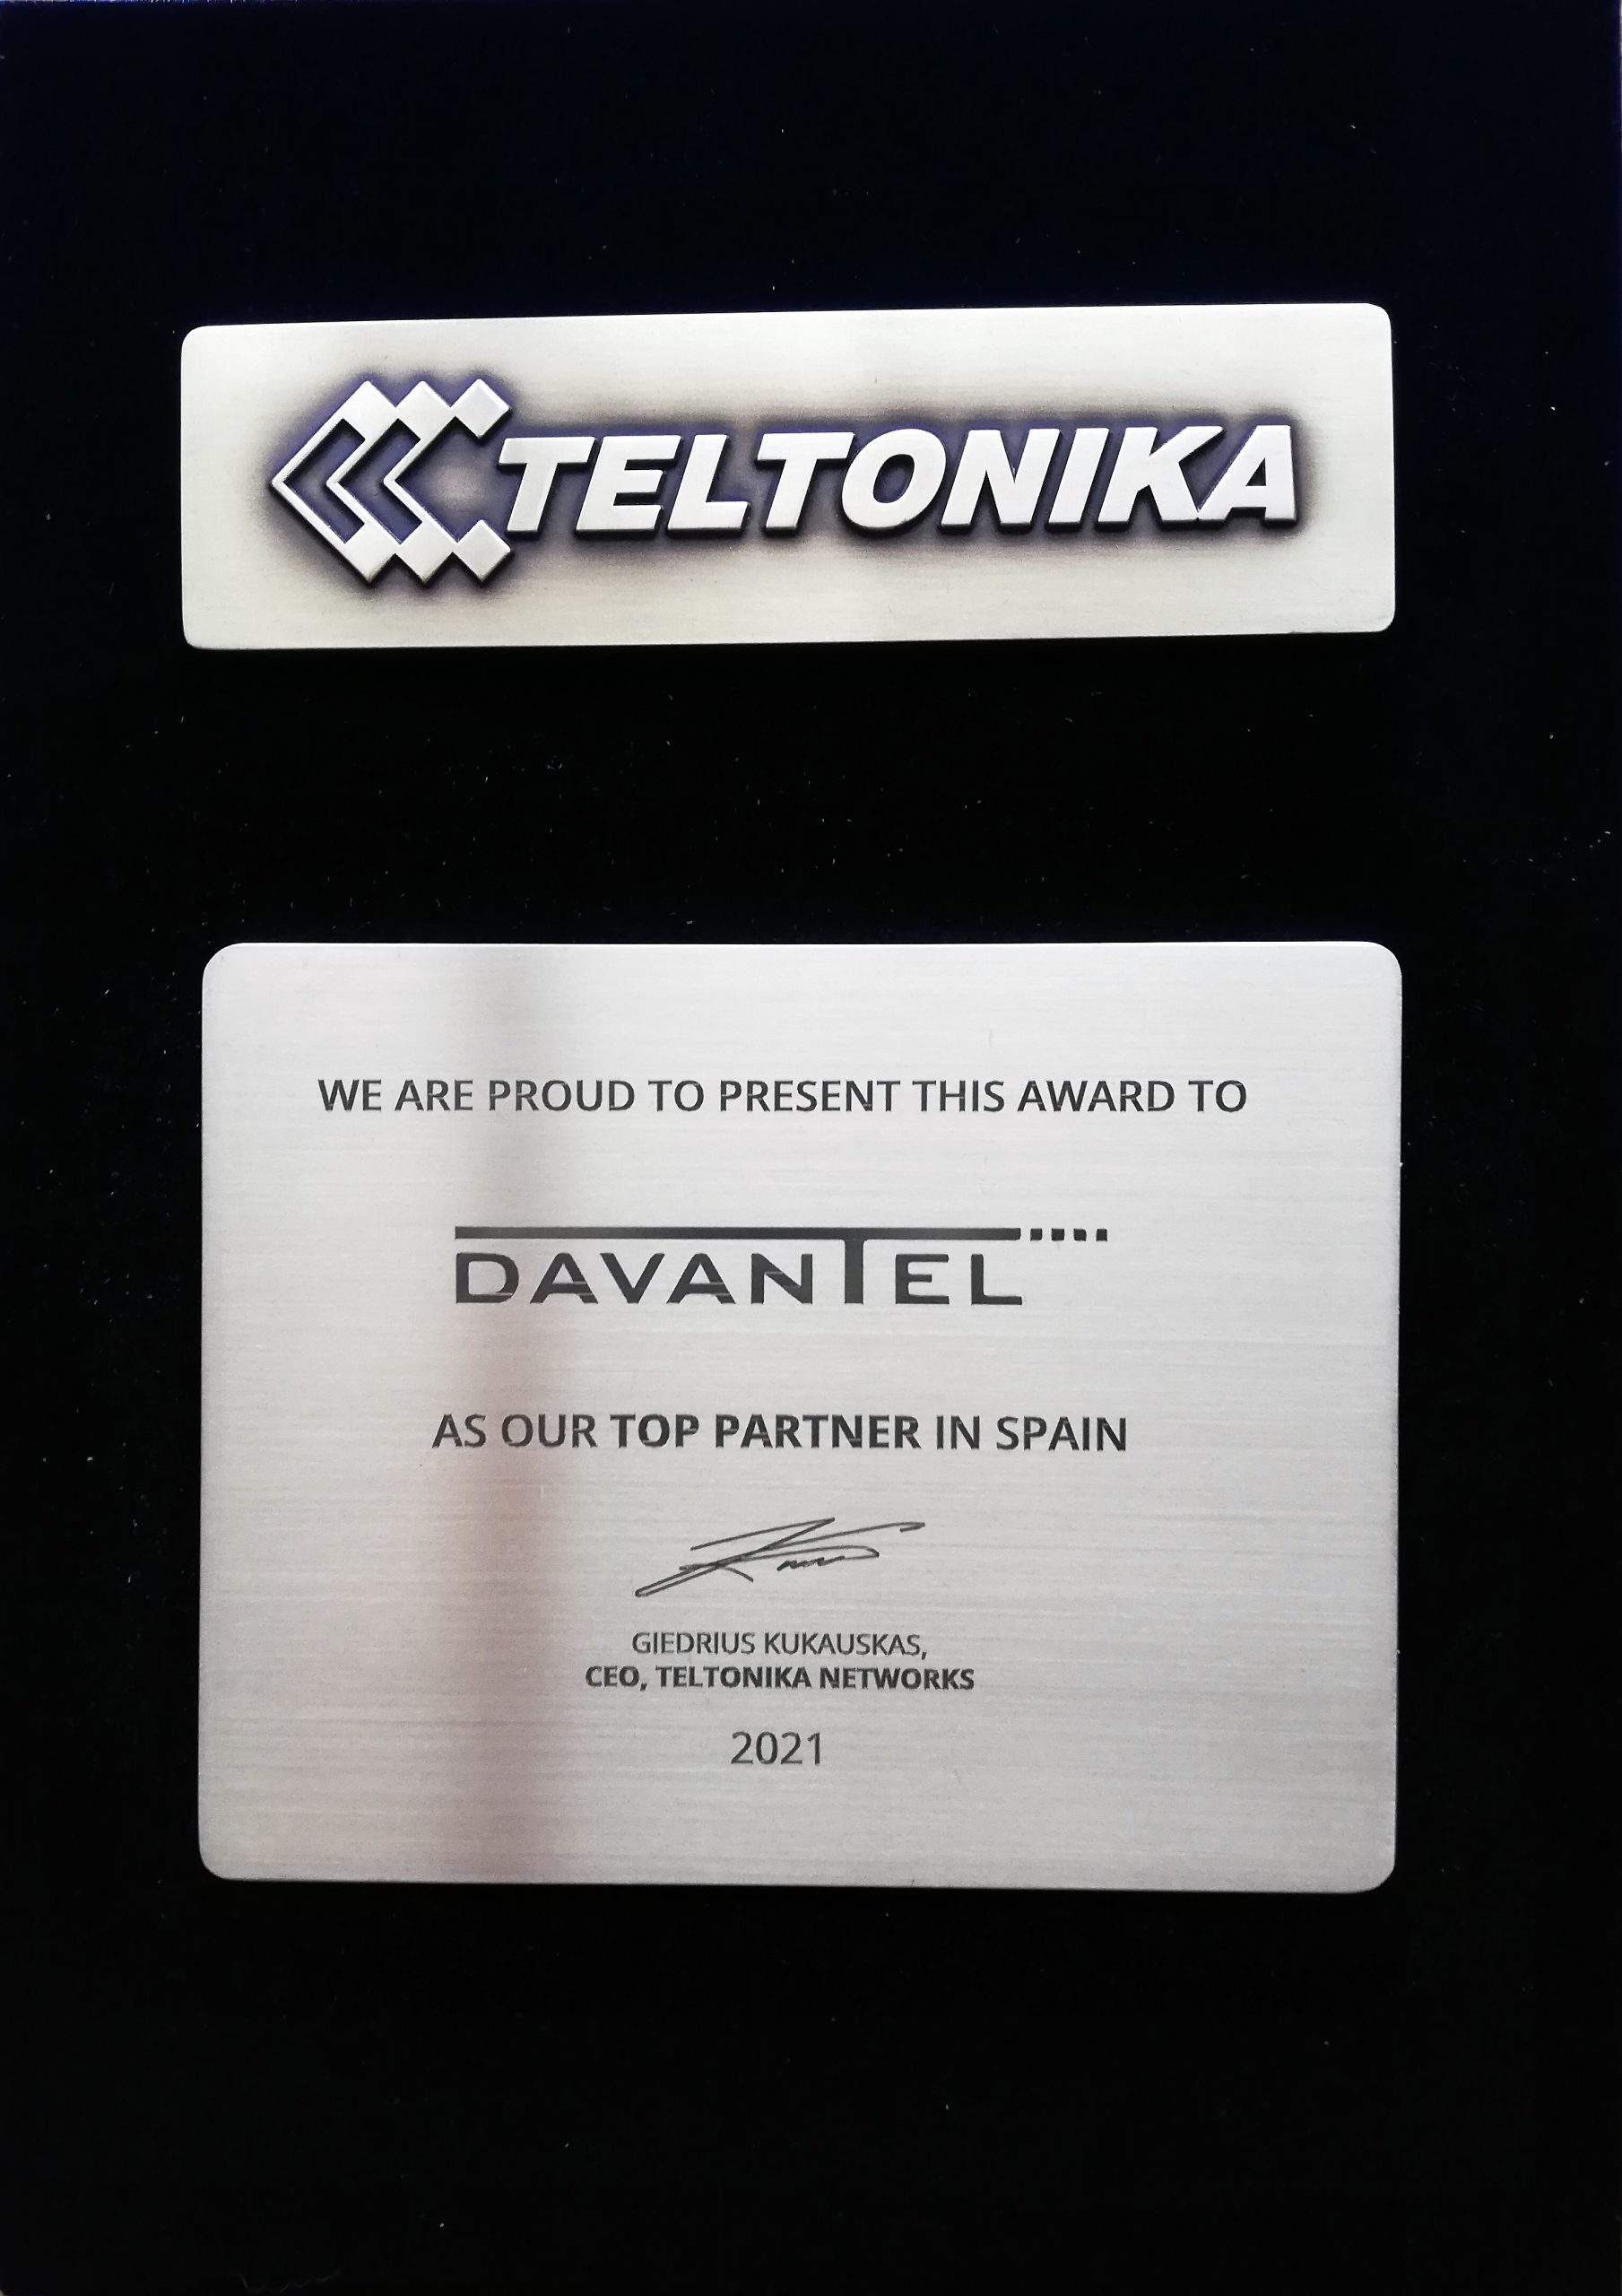 TELTONIKA
WE ARE PROUD TO PRESENT THIS AWARD TO
DAVANTEL
AS OUR TOP PARTNER IN SPAIN
GIEDRIUS KUKAUSKAS,
CEO, TELTONIKA NETWORKS
2021